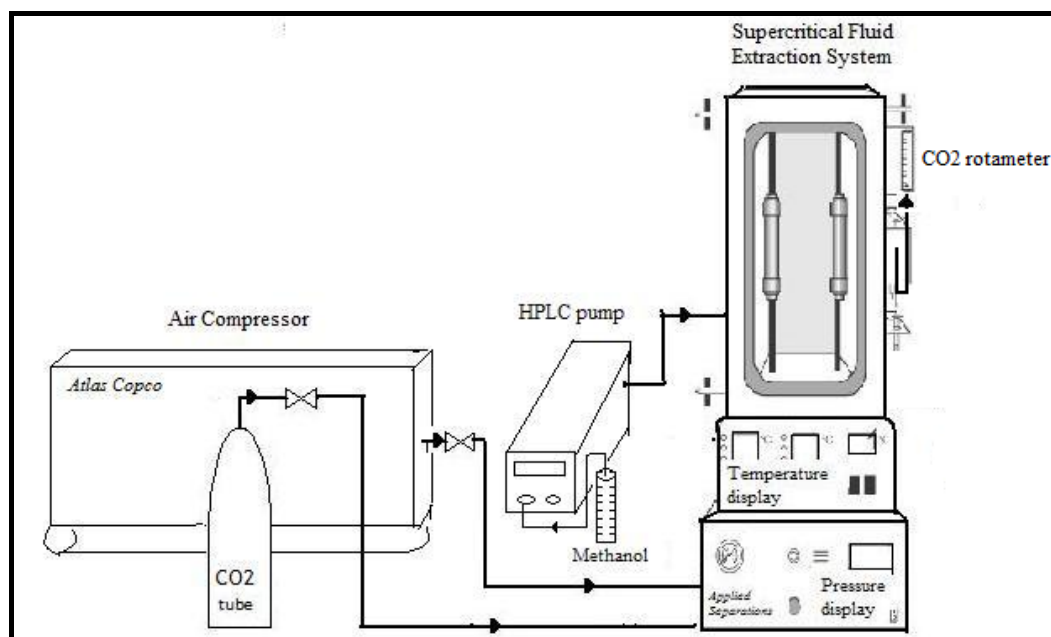 Supercritical Fluid
Extraction System
CO2 rotameter
HPLC pump
Air Compressor
Atlas Copco
°C
°C
°C
Temperature
display
Methanol
CO2
tube
Applied
Separations
Pressure
display